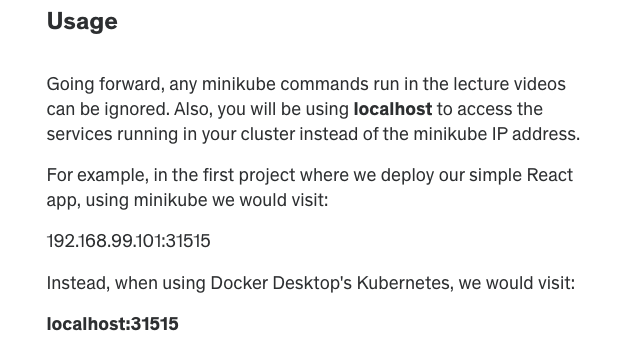 Usage
Going forward, any minikube commands run in the lecture videos
can be ignored. Also, you will be using localhost to access the
services running in your cluster instead of the minikube IP address.
For example, in the first project where we deploy our simple React
app, using minikube we would visit:
192.168.99.101:31515
Instead, when using Docker Desktop's Kubernetes, we would visit:
localhost:31515